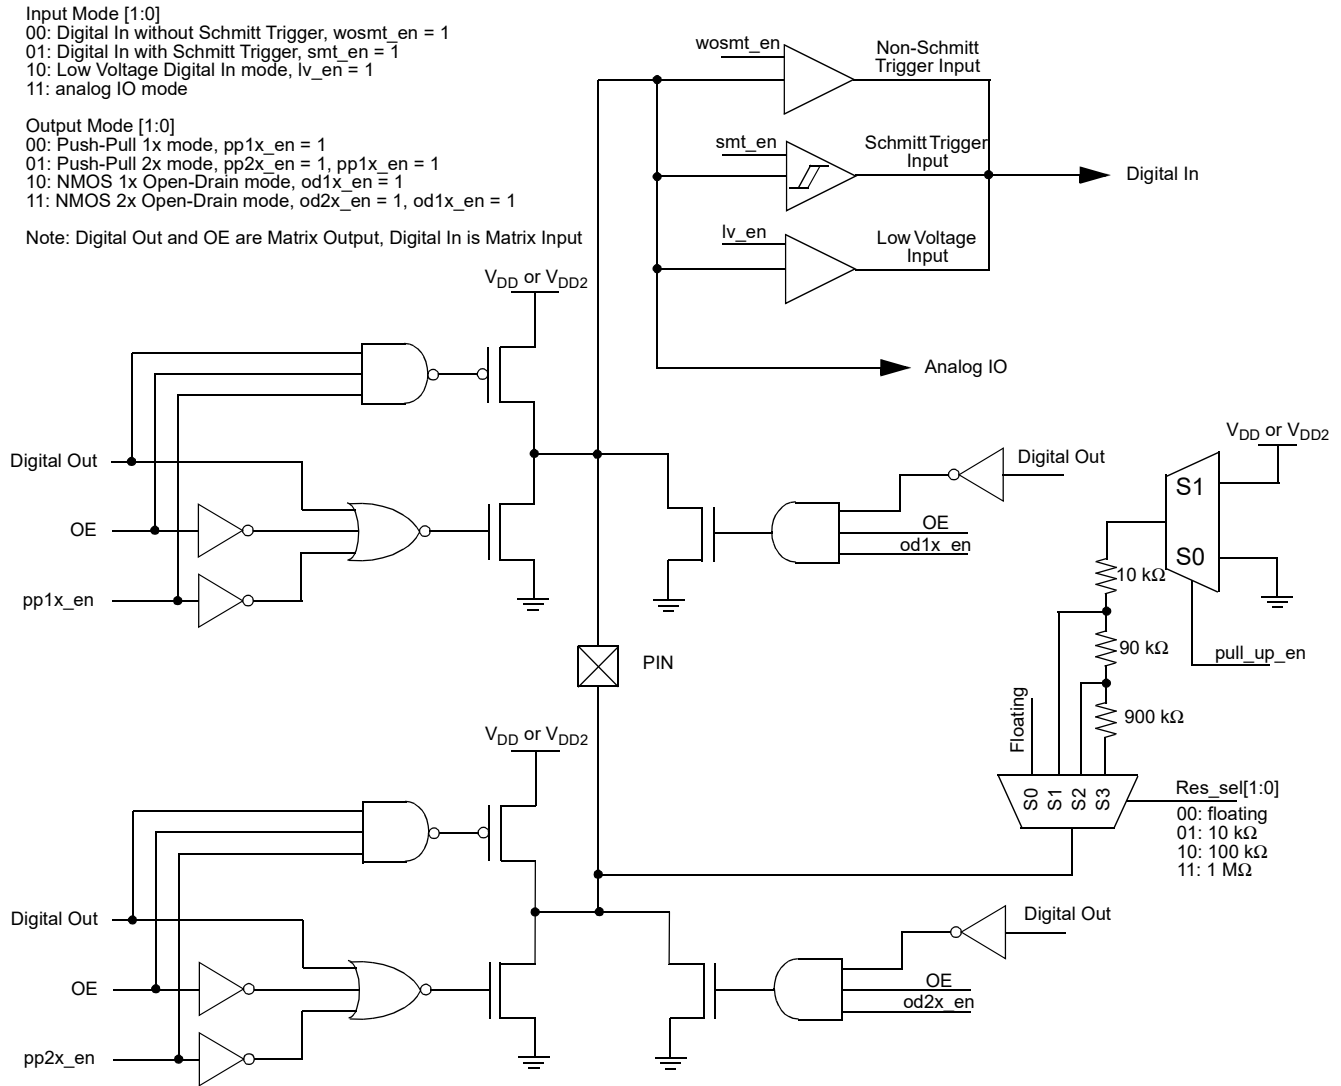 Input Mode [1:0]
00: Digital In without Schmitt Trigger, wosmt_en = 1
01: Digital In with Schmitt Trigger, smt_en = 1
10: Low Voltage Digital In mode, lv_en = 1
11: analog IO mode
Output Mode [1:0]
00: Push-Pull 1x mode, pp1x_en = 1
01: Push-Pull 2x mode, pp2x_en = 1, pp1x_en = 1
10: NMOS 1x Open-Drain mode, od1x_en = 1
11: NMOS 2x Open-Drain mode, od2x_en = 1, od1x_en = 1
Note: Digital Out and OE are Matrix Output, Digital In is Matrix Input
wosmt_en
Non-Schmitt
Trigger Input
smt_en
Schmitt Trigger
Input
Digital In
lv_en
Low Voltage
Input
Analog IO
VDD or VDD2
Digital Out
OE
pp1x_en
Digital Out
OE
od1x_en
VDD or VDD2
S1
S0
10 kΩ
90 kΩ
900 kΩ
pull_up_en
PIN
Floating
S0
S1
S2
S3
Res_sel[1:0]
00: floating
01: 10 kΩ
10: 100 kΩ
11: 1 MΩ
VDD or VDD2
Digital Out
OE
pp2x_en
Digital Out
OE
od2x_en